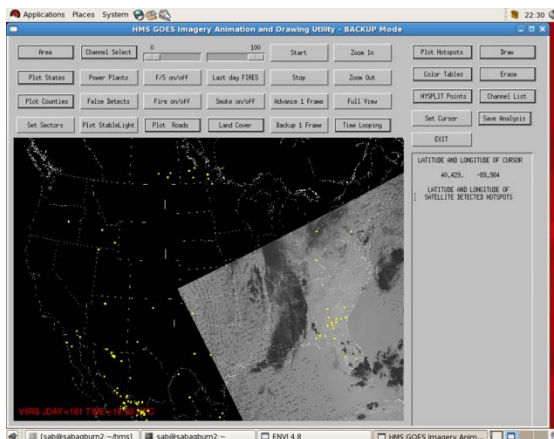 Applications Places System
22:30
HMS GOES Imagery Animation and Drawing Utility - BACKUP Mode
Area
Channel Select
0
100
Start
Zoom In
Plot Hotspots
Draw
Plot States
Power Plants
F/S on/off
Last day FIRES
Stop
Zoom Out
Color Tables
Erase
Plot Counties
False Detects
Fire on/off
Smoke on/off
Advance 1 Frame
Full View
HYSPLIT Points
Channel List
Set Sectors
Plot StableLight
Plot Roads
Land Cover
Backup 1 Frame
Time Looping
Set Cursor
Save Analysis
EXIT
LATITUDE AND LONGITUDE OF CURSOR
40.429, -89.984
LATITUDE AND LONGITUDE OF
SATELLITE DETECTED HOTSPOTS
VIIRS JDAY=161 TIME=
[sab@sabagburn2:~/hms]
sab@sabagburn2:~
ENVI 4.8
HMS GOES Imagery Anim...